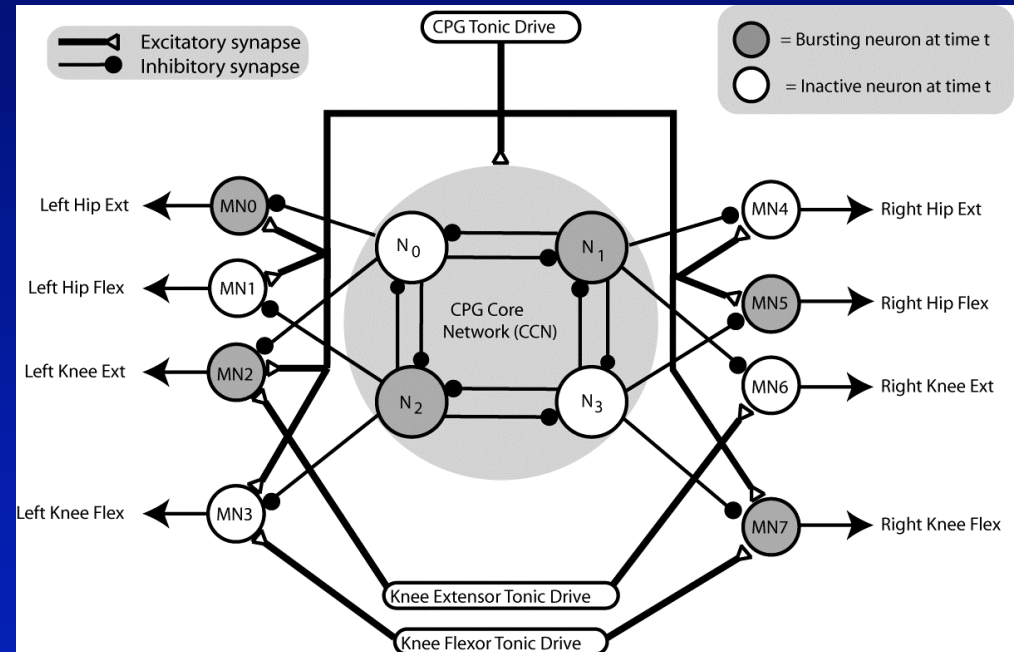 CPG Tonic Drive
Excitatory synapse
Inhibitory synapse
= Bursting neuron at time t
= Inactive neuron at time t
Left Hip Ext
MN0
N0
N1
MN4
Right Hip Ext
Left Hip Flex
MN1
CPG Core
Network (CCN)
MN5
Right Hip Flex
Left Knee Ext
MN2
N2
N3
MN6
Right Knee Ext
Left Knee Flex
MN3
MN7
Right Knee Flex
Knee Extensor Tonic Drive
Knee Flexor Tonic Drive